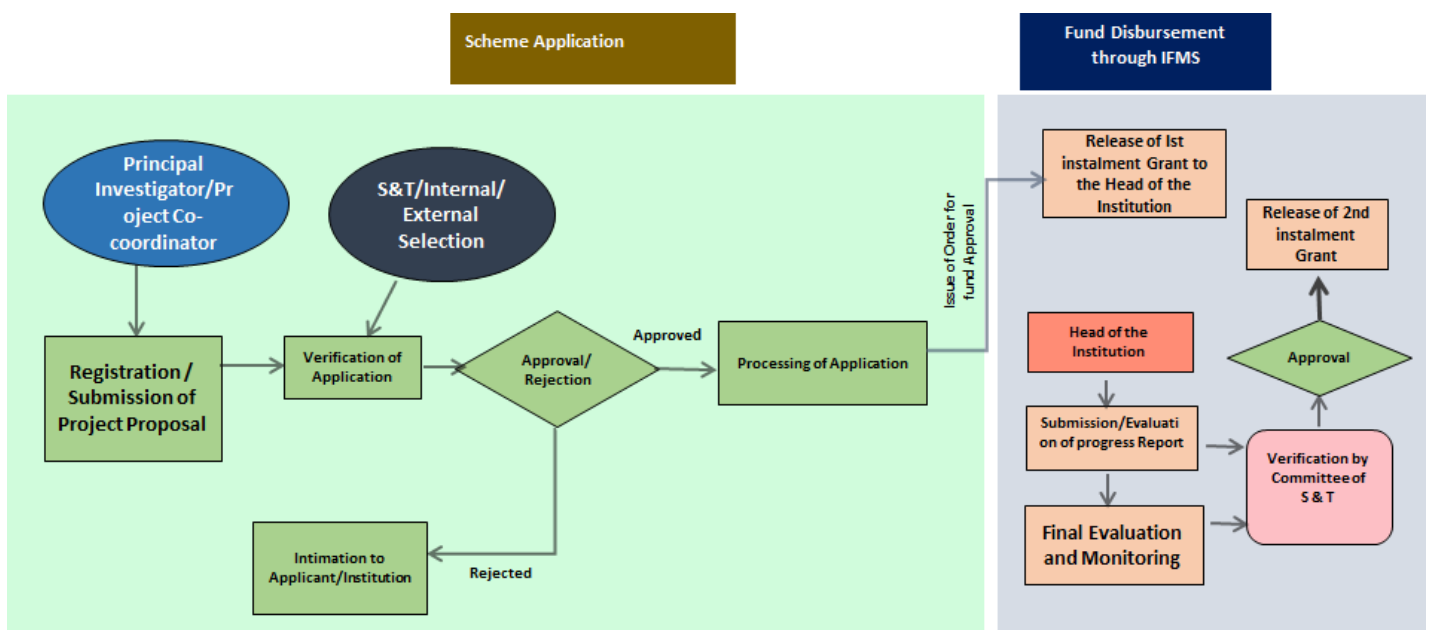 Scheme Application
Fund Disbursement
through IFMS
Principal
Investigator/Pr
oject Co-
coordinator
S&T/Internal/
External
Selection
Registration /
Submission of
Project Proposal
Verification of
Application
Approval/
Rejection
Approved
Processing of Application
Rejected
Intimation to
Applicant/Institution
Issue of Order for
fund Approval
Release of Ist
instalment Grant to
the Head of the
Institution
Release of 2nd
instalment
Grant
Head of the
Institution
Approval
Submission/Evaluati
on of progress Report
Verification by
Committee of
S & T
Final Evaluation
and Monitoring